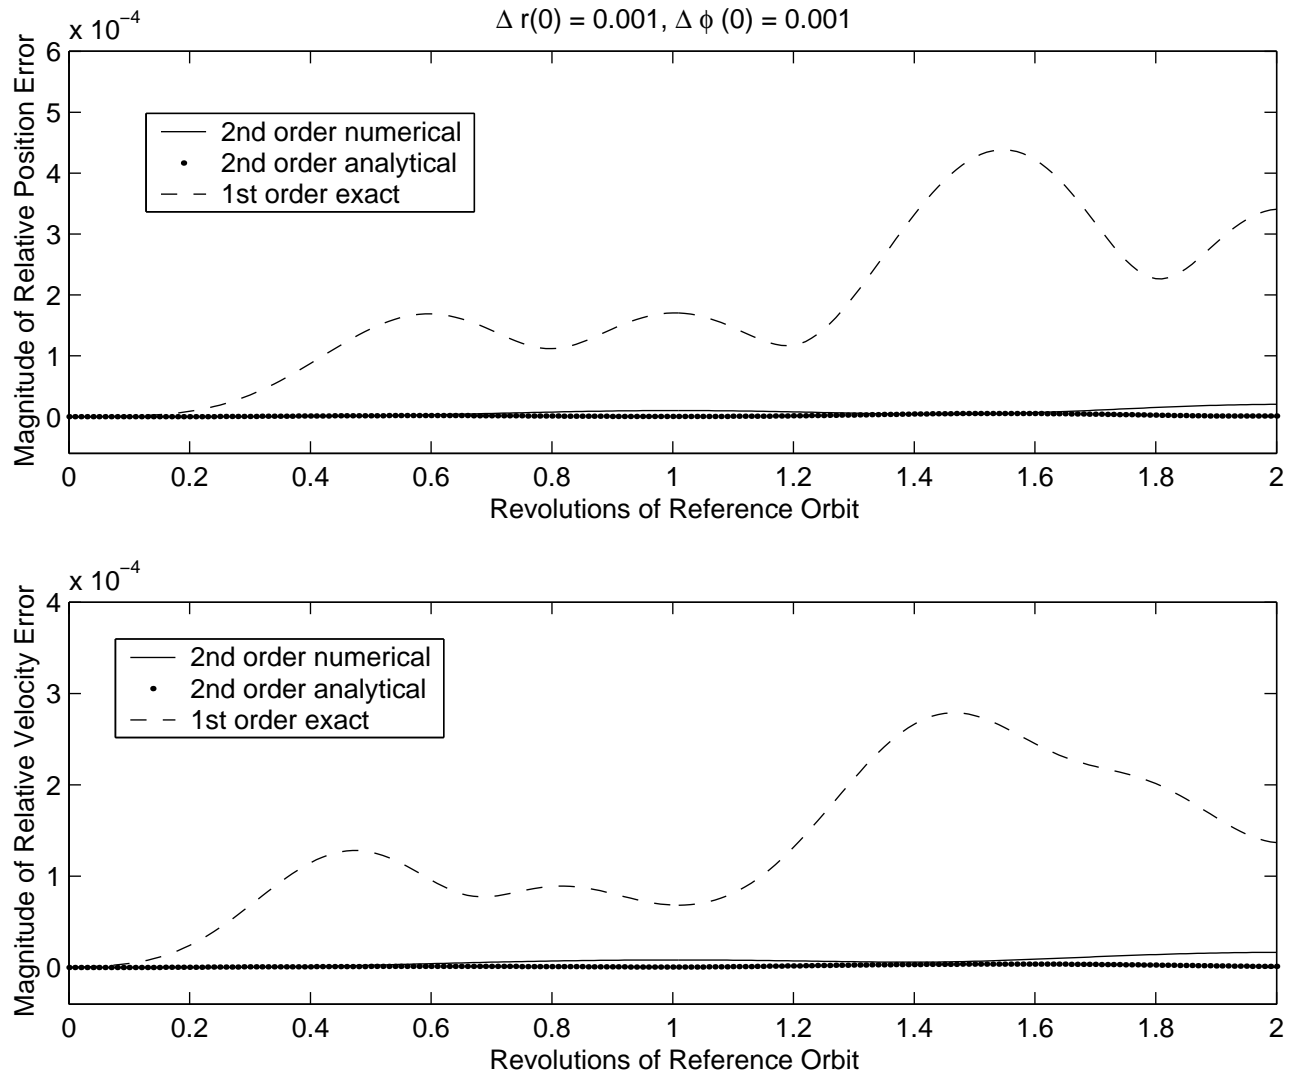 Δ r(0) = 0.001, Δ ϕ (0) = 0.001
x 10−4
Magnitude of Relative Position Error
6
5
4
3
2
1
0
2nd order numerical
2nd order analytical
1st order exact
0 0.2 0.4 0.6 0.8 1 1.2 1.4 1.6 1.8 2
Revolutions of Reference Orbit
x 10−4
Magnitude of Relative Velocity Error
4
3
2
1
0
2nd order numerical
2nd order analytical
1st order exact
0 0.2 0.4 0.6 0.8 1 1.2 1.4 1.6 1.8 2
Revolutions of Reference Orbit